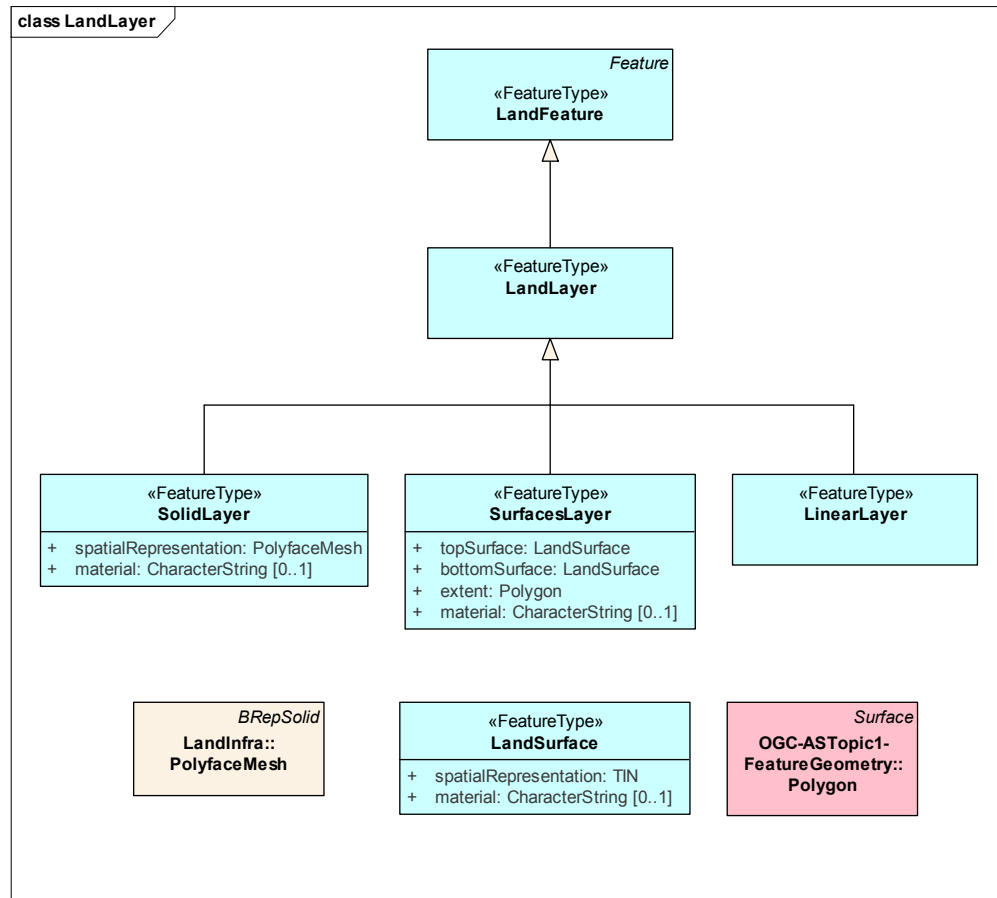 class LandLayer
Feature
«FeatureType»
LandFeature
«FeatureType»
LandLayer
«FeatureType»
SolidLayer
+ spatialRepresentation: PolyfaceMesh
+ material: CharacterString [0..1]
«FeatureType»
SurfacesLayer
+ topSurface: LandSurface
+ bottomSurface: LandSurface
+ extent: Polygon
+ material: CharacterString [0..1]
«FeatureType»
LinearLayer
BRepSolid
LandInfra::
PolyfaceMesh
«FeatureType»
LandSurface
+ spatialRepresentation: TIN
+ material: CharacterString [0..1]
Surface
OGC-ASTopic1-
FeatureGeometry::
Polygon